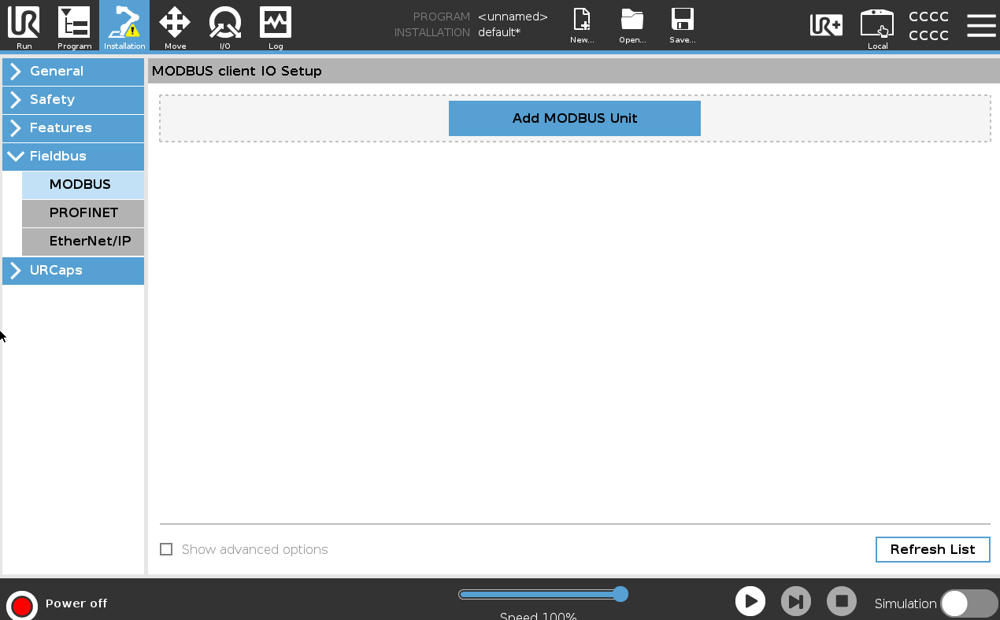 Run
Program
Installation
Move
I/O
Log
PROGRAM <unnamed>
INSTALLATION default*
New...
Open...
Save...
UR+
Local
CCCC
CCCC
General
Safety
Features
Fieldbus
MODBUS
PROFINET
EtherNet/IP
URCaps
MODBUS client IO Setup
Add MODBUS Unit
Show advanced options
Refresh List
Power off
Speed 100%
Simulation